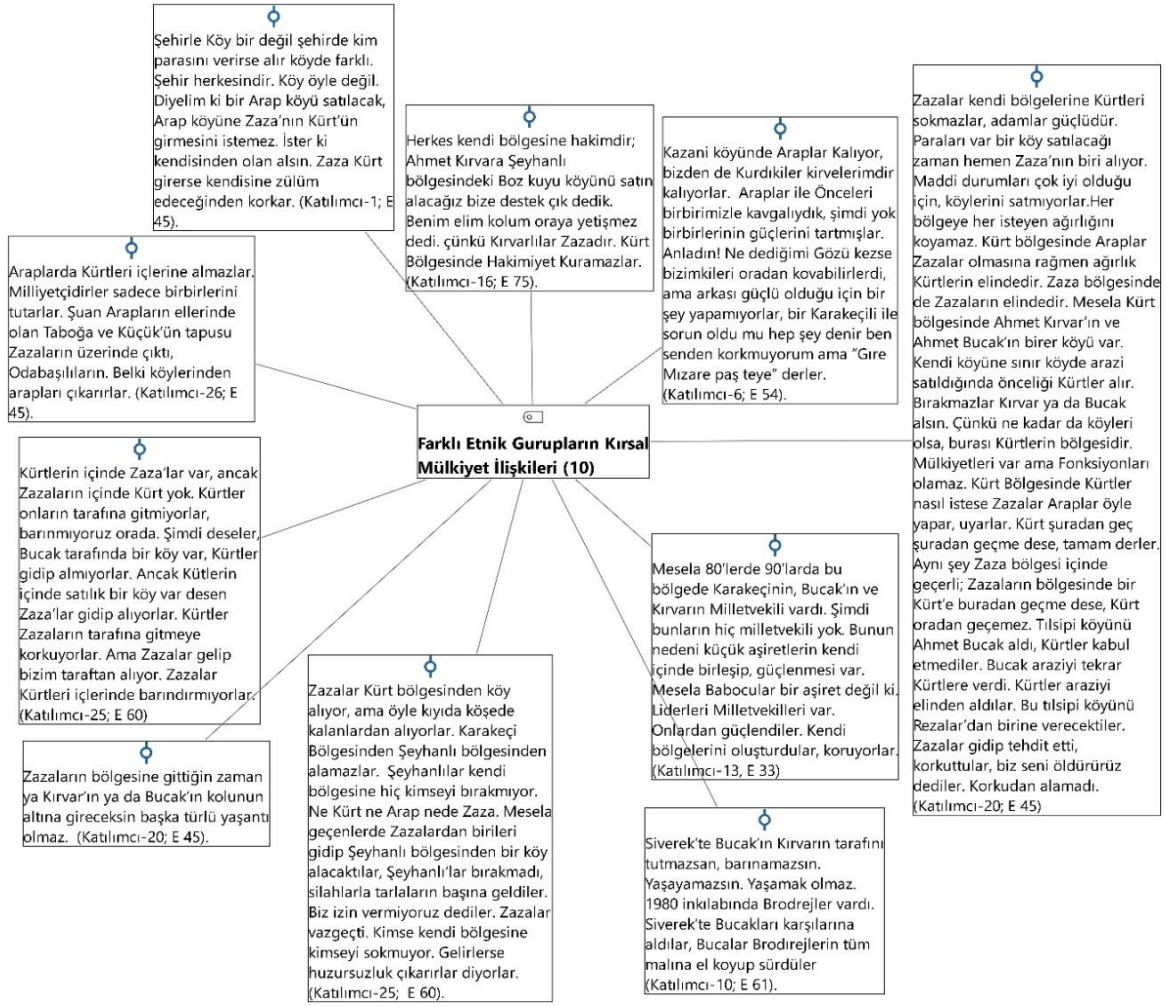 Şehirle Köy bir değil şehirde kim
parasını verirse alır köyde farklı.
Şehir herkesindir. Köy öyle değil.
Diyelim ki bir Arap köyü satılacak,
Arap köyüne Zaza’nın Kürt’ün
girmesini istemez. İster ki
kendisinden olan alsın. Zaza Kürt
girerse kendisine zülüm
edeceğinden korkar. (Katılımcı-1; E
45).
Herkes kendi bölgesine hakimdir;
Ahmet Kırvara Şeyhanlı
bölgesindeki Boz kuyu köyünü satın
alacağız bize destek çık dedik.
Benim elim kolum oraya yetişmez
dedi. çünkü Kırvarlılar Zazadır. Kürt
Bölgesinde Hakimiyet Kuramazlar.
(Katılımcı-16; E 75).
Kazani köyünde Araplar Kalıyor,
bizden de Kurdıkiler kirvelerimdir
kalıyorlar.  Araplar ile Önceleri
birbirimizle kavgalıydık, şimdi yok
birbirlerinin güçlerini tartmışlar.
Anladın! Ne dediğimi Gözü kezse
bizimkileri oradan kovabilirlerdi,
ama arkası güçlü olduğu için bir
şey yapamıyorlar, bir Karakeçili ile
sorun oldu mu hep şey denir ben
senden korkmuyorum ama “Gıre
Mızare paş teye” derler.
(Katılımcı-6; E 54).
Zazalar kendi bölgelerine Kürtleri
sokmazlar, adamlar güçlüdür.
Paraları var bir köy satılacağı
zaman hemen Zaza’nın biri alıyor.
Maddi durumları çok iyi olduğu
için, köylerini satmıyorlar.Her
bölgeye her isteyen ağırlığını
koyamaz. Kürt bölgesinde Araplar
Zazalar olmasına rağmen ağırlık
Kürtlerin elindedir. Zaza bölgesinde
de Zazaların elindedir. Mesela Kürt
bölgesinde Ahmet Kırvar’ın ve
Ahmet Bucak’ın birer köyü var.
Kendi köyüne sınır köyde arazi
satıldığında önceliği Kürtler alır.
Bırakmazlar Kırvar ya da Bucak
alsın. Çünkü ne kadar da köyleri
olsa, burası Kürtlerin bölgesidir.
Mülkiyetleri var ama Fonksiyonları
olamaz. Kürt Bölgesinde Kürtler
nasıl istese Zazalar Araplar öyle
yapar, uyarlar. Kürt şuradan geç
şuradan geçme dese, tamam derler.
Aynı şey Zaza bölgesi içinde
geçerli; Zazaların bölgesinde bir
Kürt’e buradan geçme dese, Kürt
oradan geçemez. Tılsipi köyünü
Ahmet Bucak aldı, Kürtler kabul
etmediler. Bucak araziyi tekrar
Kürtlere verdi. Kürtler araziyi
elinden aldılar. Bu tılsipi köyünü
Rezalar’dan birine verecektiler.
Zazalar gidip tehdit etti,
korkuttular, biz seni öldürürüz
dediler. Korkudan alamadı.
(Katılımcı-20; E 45)
Araplarda Kürtleri içlerine almazlar.
Milliyetçidirler sadece birbirlerini
tutarlar. Şuan Arapların ellerinde
olan Taboğa ve Küçük’ün tapusu
Zazaların üzerinde çıktı,
Odabaşılıların. Belki köylerinden
arapları çıkarırlar. (Katılımcı-26; E
45).
Farklı Etnik Gurupların Kırsal
Mülkiyet İlişkileri (10)
Kürtlerin içinde Zaza’lar var, ancak
Zazaların içinde Kürt yok. Kürtler
onların tarafına gitmiyorlar,
barınmıyoruz orada. Şimdi deseler,
Bucak tarafında bir köy var, Kürtler
gidip almıyorlar. Ancak Kütlerin
içinde satılık bir köy var desen
Zaza’lar gidip alıyorlar. Kürtler
Zazaların tarafına gitmeye
korkuyorlar. Ama Zazalar gelip
bizim taraftan alıyor. Zazalar
Kürtleri içlerinde barındırmıyorlar.
(Katılımcı-25; E 60)
Zazaların bölgesine gittiğin zaman
ya Kırvar’ın ya da Bucak’ın kolunun
altına gireceksin başka türlü yaşantı
olmaz.  (Katılımcı-20; E 45).
Zazalar Kürt bölgesinden köy
alıyor, ama öyle kıyıda köşede
kalanlardan alıyorlar. Karakeçi
Bölgesinden Şeyhanlı bölgesinden
alamazlar.  Şeyhanlılar kendi
bölgesine hiç kimseyi bırakmıyor.
Ne Kürt ne Arap nede Zaza. Mesela
geçenlerde Zazalardan birileri
gidip Şeyhanlı bölgesinden bir köy
alacaktılar, Şeyhanlı’lar bırakmadı,
silahlarla tarlaların başına geldiler.
Biz izin vermiyoruz dediler. Zazalar
vazgeçti. Kimse kendi bölgesine
kimseyi sokmuyor. Gelirlerse
huzursuzluk çıkarırlar diyorlar.
(Katılımcı-25;  E 60).
Mesela 80’lerde 90’larda bu
bölgede Karakeçinin, Bucak’ın ve
Kırvarın Milletvekili vardı. Şimdi
bunların hiç milletvekili yok. Bunun
nedeni küçük aşiretlerin kendi
içinde birleşip, güçlenmesi var.
Mesela Babocular bir aşiret değil ki.
Liderleri Milletvekilleri var.
Onlardan güçlendiler. Kendi
bölgelerini oluşturdular, koruyorlar.
(Katılımcı-13, E 33)
Siverek’te Bucak’ın Kırvarın tarafını
tutmazsan, barınamazsın.
Yaşayamazsın. Yaşamak olmaz.
1980 inkılabında Brodrejler vardı.
Siverek’te Bucakları karşılarına
aldılar, Bucalar Brodırejlerin tüm
malına el koyup sürdüler
(Katılımcı-10; E 61).